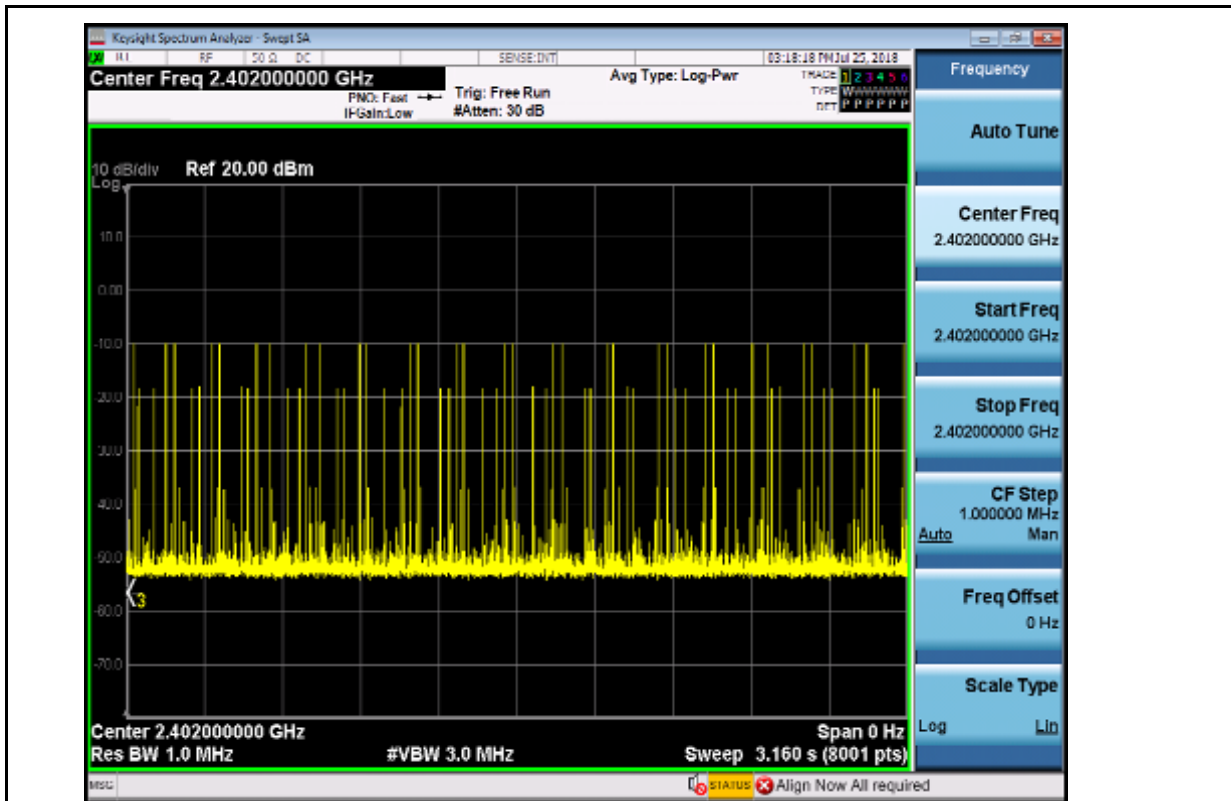 Keysight Spectrum Analyzer - Swept SA
RF 50 Ω DC SENSE:INT 03:18:18 PM Jul 25, 2018
Center Freq 2.402000000 GHz
PNO: Fast
IFGain:Low
Trig: Free Run
#Atten: 30 dB
Avg Type: Log-Pwr
TRACE 1 2 3 4 5 6
TYPE
DET P P P P P P
10 dB/div Ref 20.00 dBm
Log
10.0
0.00
-10.0
-20.0
-30.0
-40.0
-50.0
-60.0
-70.0
3
Center 2.402000000 GHz Span 0 Hz
Res BW 1.0 MHz #VBW 3.0 MHz Sweep 3.160 s (8001 pts)
MSG STATUS Align Now All required
Frequency
Auto Tune
Center Freq
2.402000000 GHz
Start Freq
2.402000000 GHz
Stop Freq
2.402000000 GHz
CF Step
1.000000 MHz
Auto Man
Freq Offset
0 Hz
Scale Type
Log Lin